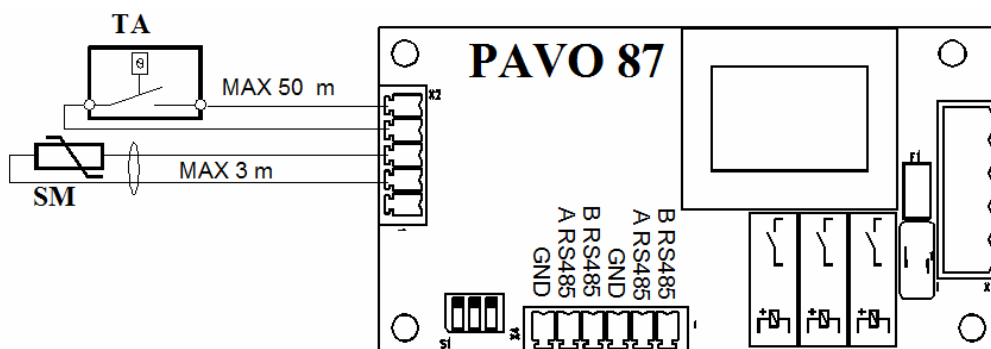 TA
PAVO 87
MAX 50 m
X2
MAX 3 m
SM
F1
GND
A RS485
B RS485
GND
A RS485
B RS485
S1
X4